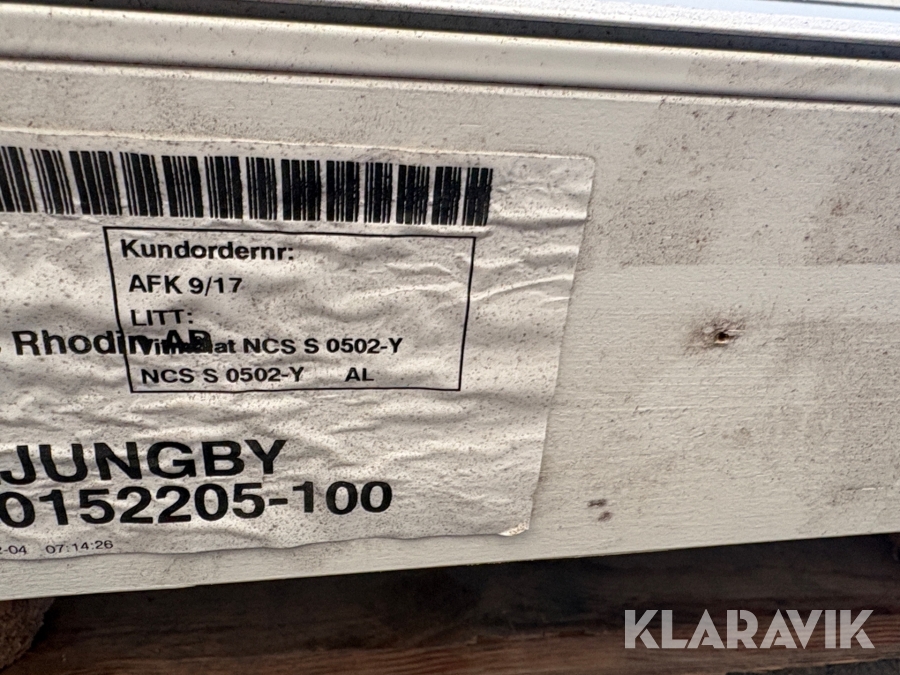 Kundordernr:
AFK 9/17
LITT:
Rhodin AB
NCS S 0502-Y
NCS S 0502-Y AL
JUNGBY
0152205-100
-04 07:14:26
KLARAVIK